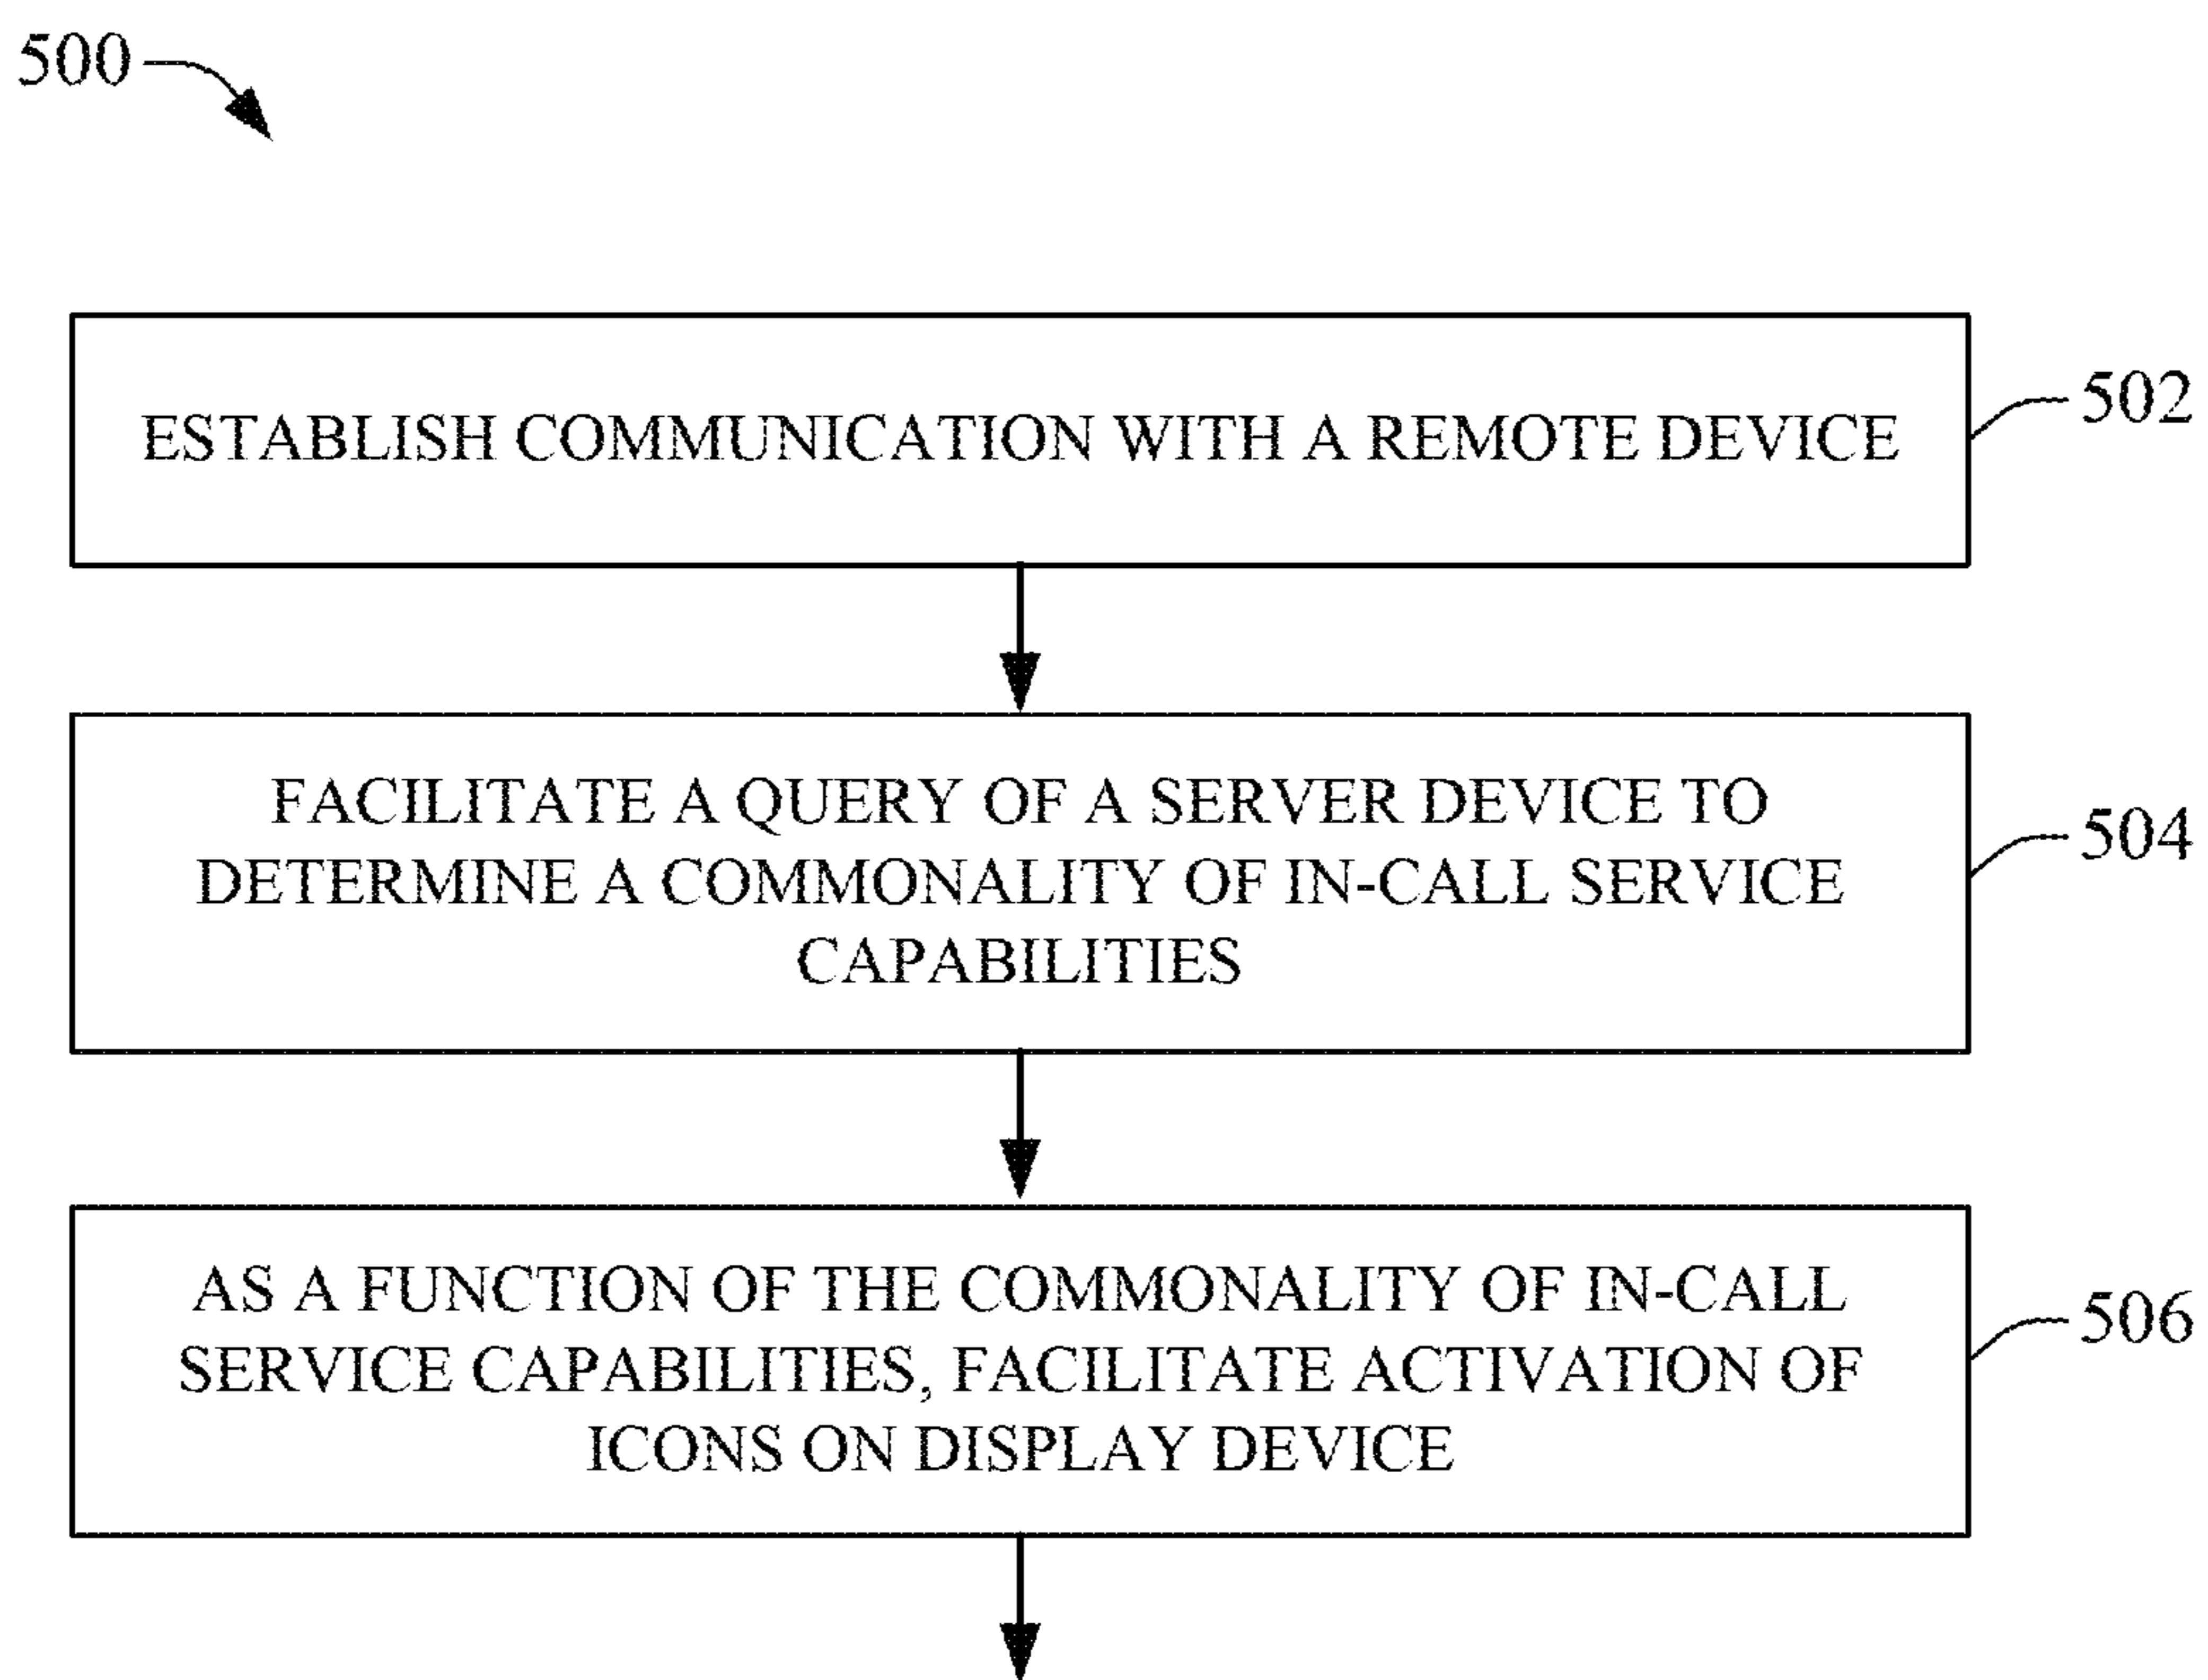 500
ESTABLISH COMMUNICATION WITH A REMOTE DEVICE
502
FACILITATE A QUERY OF A SERVER DEVICE TO
DETERMINE A COMMONALITY OF IN-CALL SERVICE
CAPABILITIES
504
AS A FUNCTION OF THE COMMONALITY OF IN-CALL
SERVICE CAPABILITIES, FACILITATE ACTIVATION OF
ICONS ON DISPLAY DEVICE
506